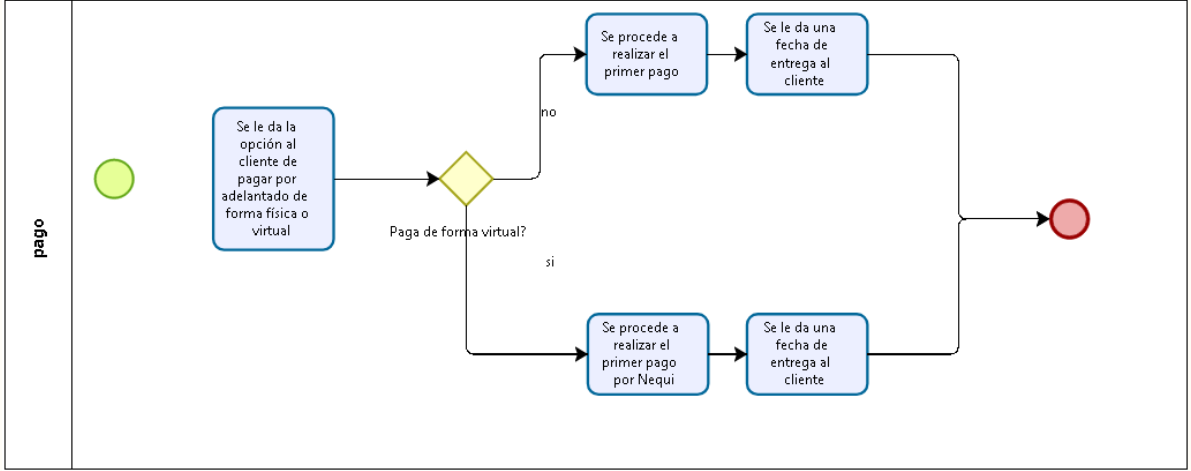 pago
Se le da la
opción al
cliente de
pagar por
adelantado de
forma física o
virtual
Paga de forma virtual?
no
Se procede a
realizar el
primer pago
Se le da una
fecha de
entrega al
cliente
si
Se procede a
realizar el
primer pago
por Nequi
Se le da una
fecha de
entrega al
cliente